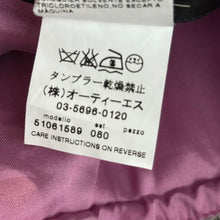 TRICLOROETILENO,NO SECAR A
MAQUINA
タンブラー乾燥禁止
(株)オーティーエス
03-5696-0120
modello est. pezzo
51061589 080
CARE INSTRUCTIONS ON REVERSE